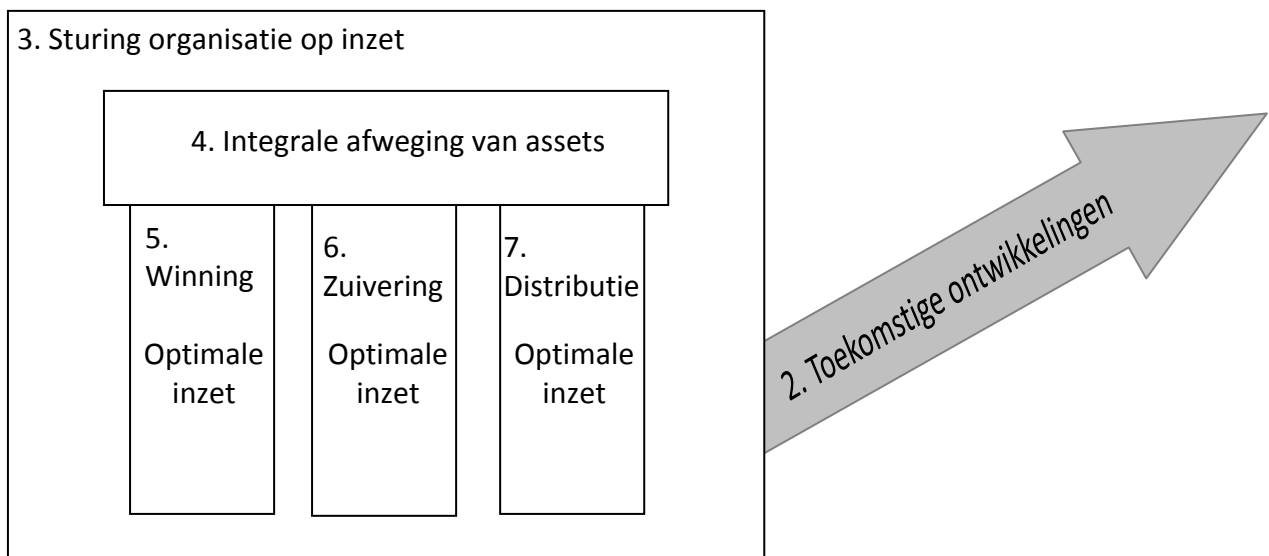 3. Sturing organisatie op inzet
4. Integrale afweging van assets
5.
Winning
Optimale
inzet
6.
Zuivering
Optimale
inzet
7.
Distributie
Optimale
inzet
2. Toekomstige ontwikkelingen